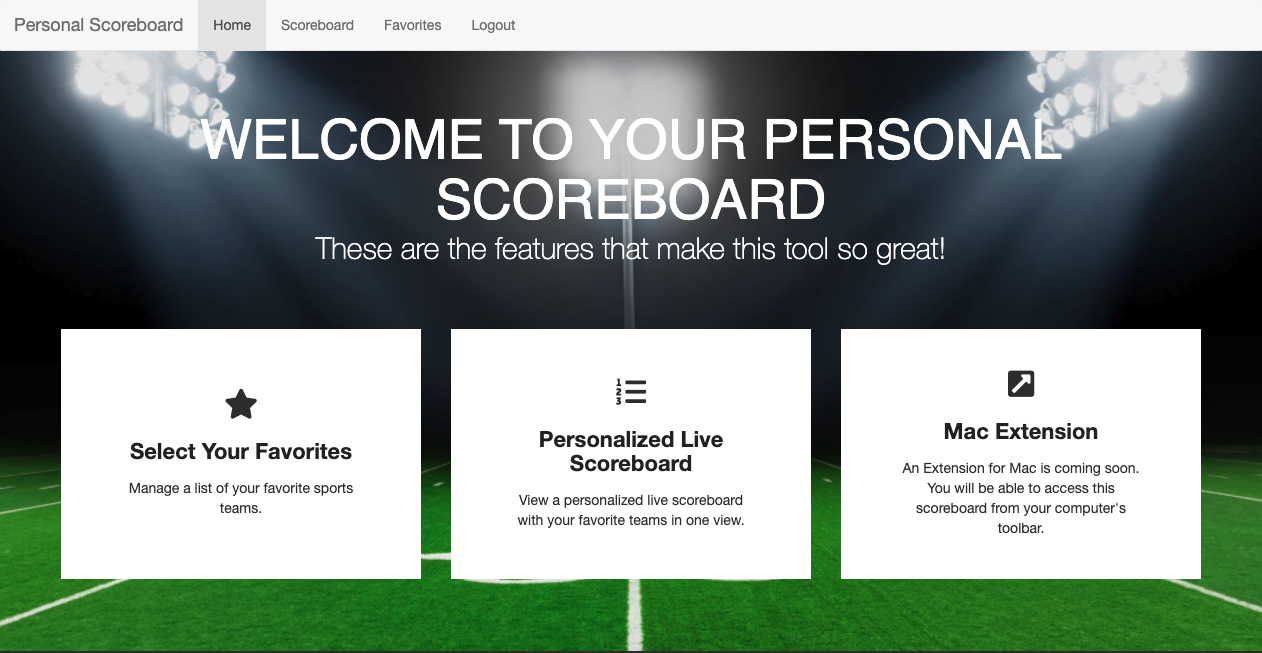 Personal Scoreboard Home Scoreboard Favorites Logout
WELCOME TO YOUR PERSONAL
SCOREBOARD
These are the features that make this tool so great!
Select Your Favorites
Manage a list of your favorite sports
teams.
1
2
3
Personalized Live
Scoreboard
View a personalized live scoreboard
with your favorite teams in one view.
Mac Extension
An Extension for Mac is coming soon.
You will be able to access this
scoreboard from your computer's
toolbar.